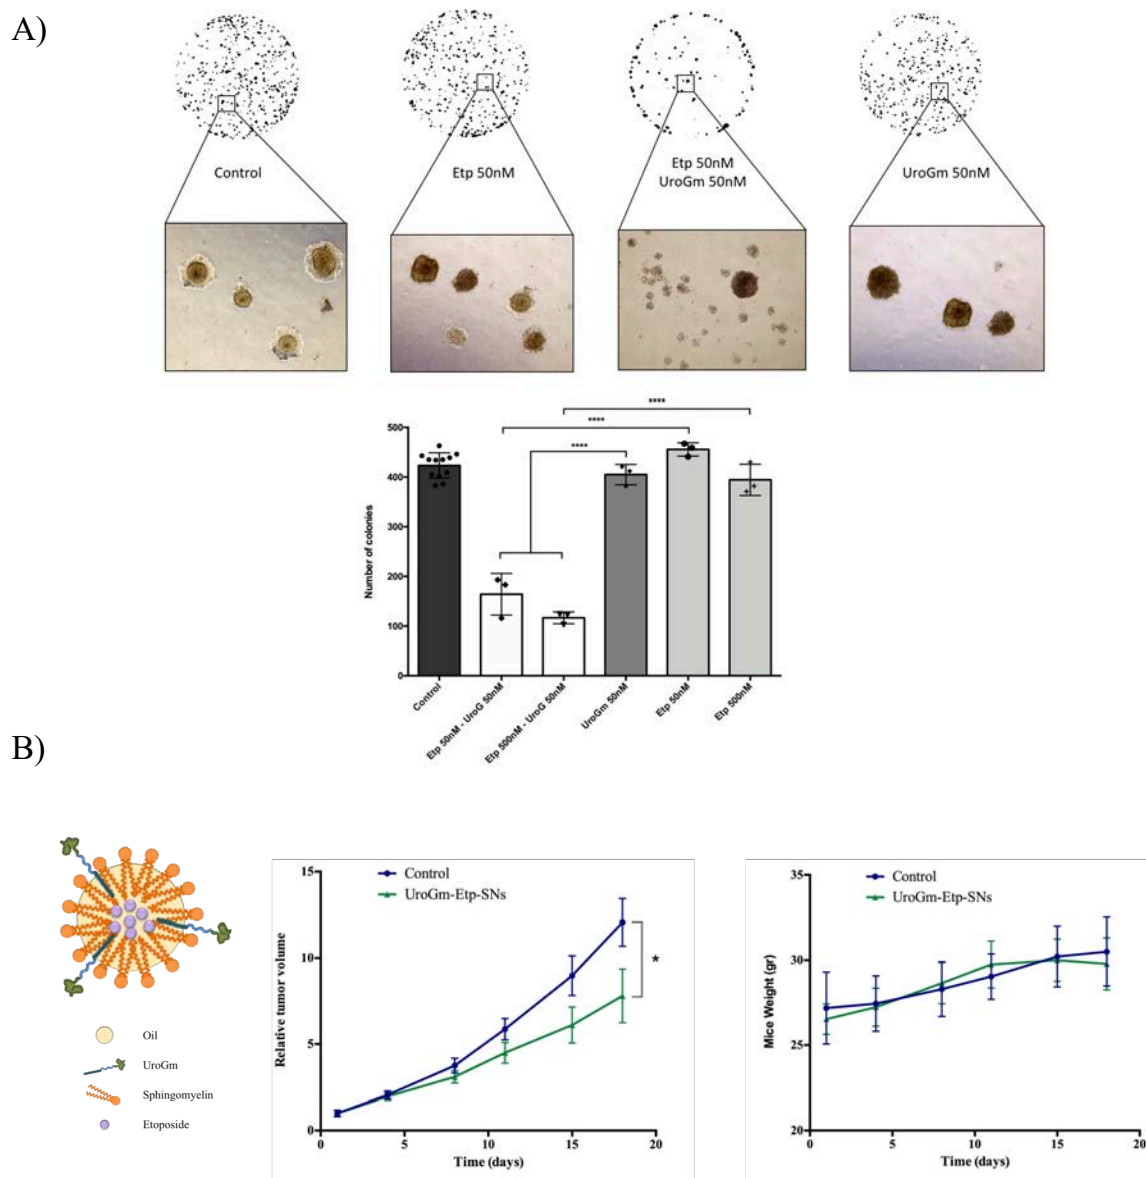 A)
Control
Etp 50nM
Etp 50nM
UroGm 50nM
UroGm 50nM
****
****
****
500
400
300
200
100
0
Number of colonies
Control
Etp 50nM - UroG 50nM
Etp 500nM - UroG 50nM
UroGm 50nM
Etp 50nM
Etp 500nM
B)
Oil
UroGm
Sphingomyelin
Etoposide
Control
UroGm-Etp-SNs
15
10
5
0
Relative tumor volume
*
0 5 10 15 20
Time (days)
Control
UroGm-Etp-SNs
35
30
25
20
Mice Weight (gr)
0 5 10 15 20
Time (days)